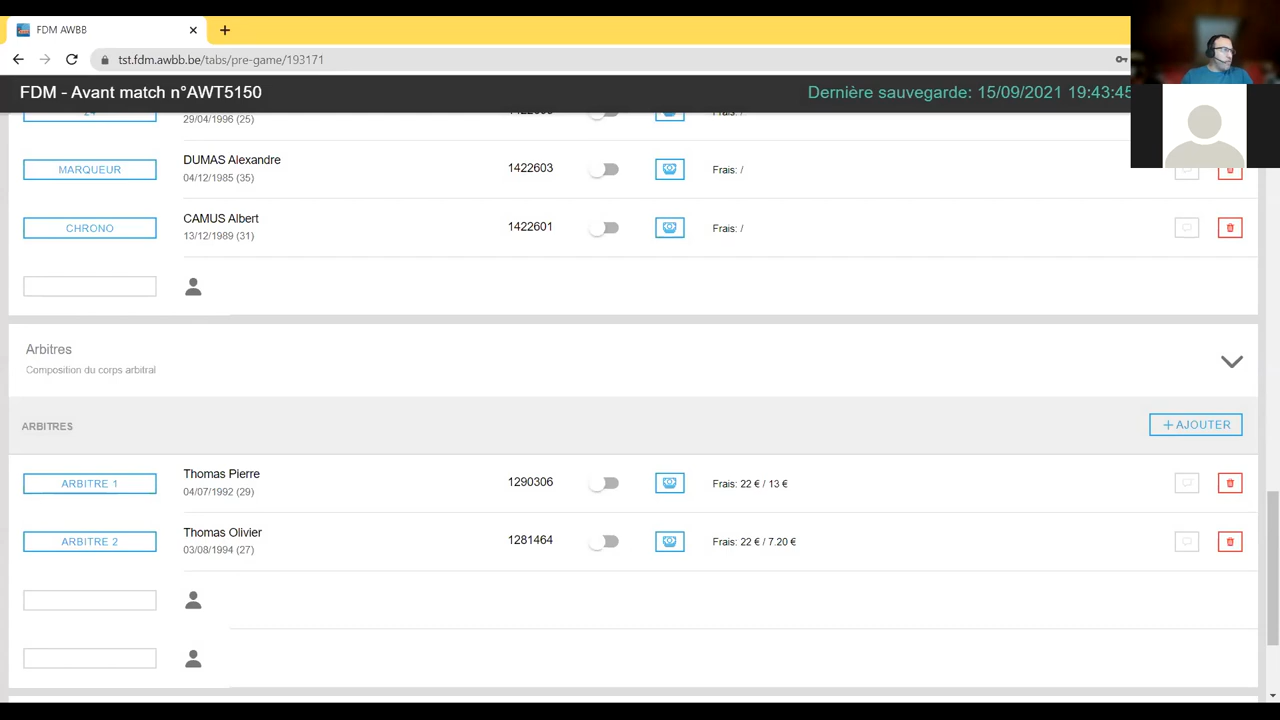 FDM AWBB
tst.fdm.awbb.be/tabs/pre-game/193171
FDM - Avant match n°AWT5150
Dernière sauvegarde: 15/09/2021 19:43:45
29/04/1996 (25)
Frais: /
MARQUEUR
DUMAS Alexandre
04/12/1985 (35)
1422603
Frais: /
CHRONO
CAMUS Albert
13/12/1989 (31)
1422601
Frais: /
Arbitres
Composition du corps arbitral
ARBITRES
+ AJOUTER
ARBITRE 1
Thomas Pierre
04/07/1992 (29)
1290306
Frais: 22 € / 13 €
ARBITRE 2
Thomas Olivier
03/08/1994 (27)
1281464
Frais: 22 € / 7.20 €